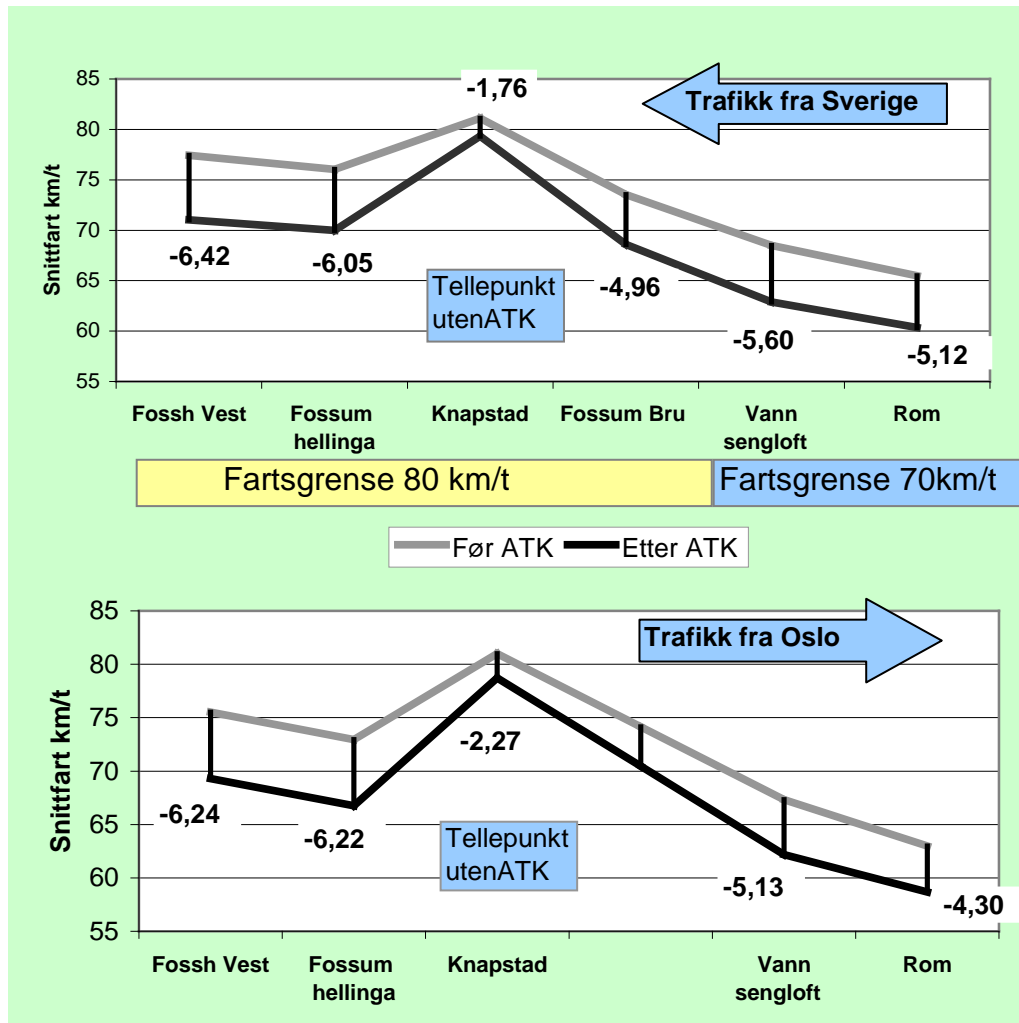 Snittfart km/t
85
80
75
70
65
60
55
-1,76
Trafikk fra Sverige
-6,42
-6,05
-4,96
-5,60
-5,12
Tellepunkt
utenATK
Fossh Vest
Fossum
hellinga
Knapstad
Fossum Bru
Vann
sengloft
Rom
Fartsgrense 80 km/t
Fartsgrense 70km/t
Før ATK
Etter ATK
Snittfart km/t
85
80
75
70
65
60
55
Trafikk fra Oslo
-2,27
-6,24
-6,22
-5,13
-4,30
Tellepunkt
utenATK
Fossh Vest
Fossum
hellinga
Knapstad
Vann
sengloft
Rom